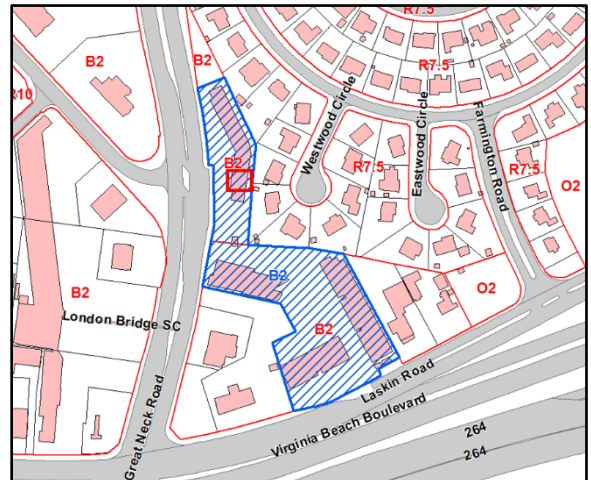 R7.5
B2
B2
R7.5
R10
Westwood Circle
Eastwood Circle
Farmington Road
B2
R7.5
R7.5
O2
B2
O2
B2
B2
London Bridge SC
Great Neck Road
Laskin Road
Virginia Beach Boulevard
264
264